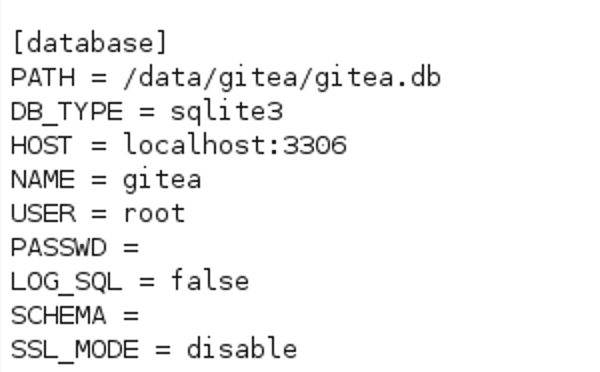 [database]
PATH = /data/gitea/gitea.db
DB_TYPE = sqlite3
HOST = localhost:3306
NAME = gitea
USER = root
PASSWD =
LOG_SQL = false
SCHEMA =
SSL_MODE = disable